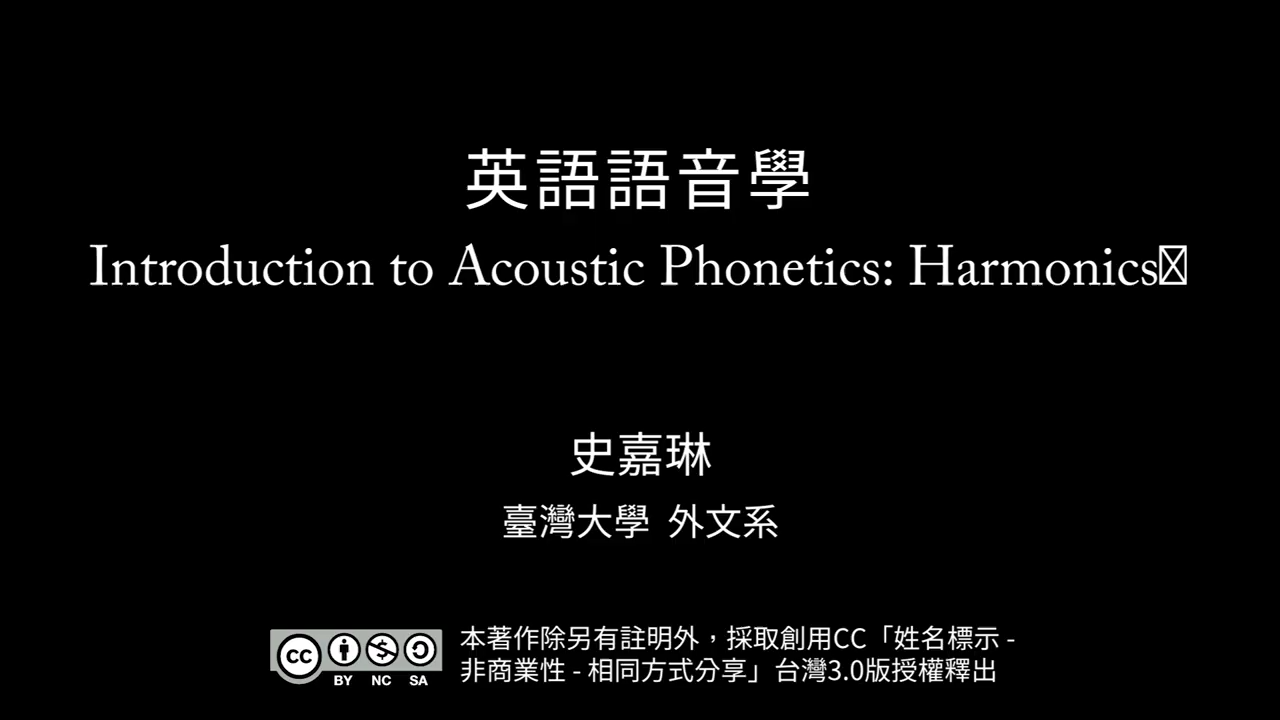 英語語音學
Introduction to Acoustic Phonetics: Harmonics
史嘉琳
臺灣大學 外文系
cc BY NC SA
本著作除另有註明外，採取創用CC「姓名標示 -
非商業性 - 相同方式分享」台灣3.0版授權釋出